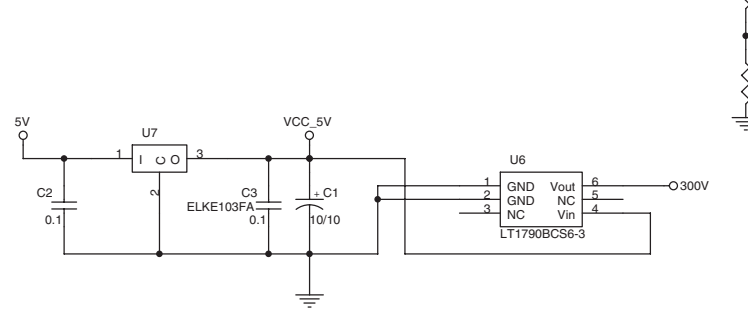 5V
U7
VCC_5V
1
I
C
O
3
2
C2
0.1
C3
ELKE103FA
0.1
+
C1
10/10
U6
1
GND
Vout
6
300V
2
GND
NC
5
3
NC
Vin
4
LT1790BCS6-3